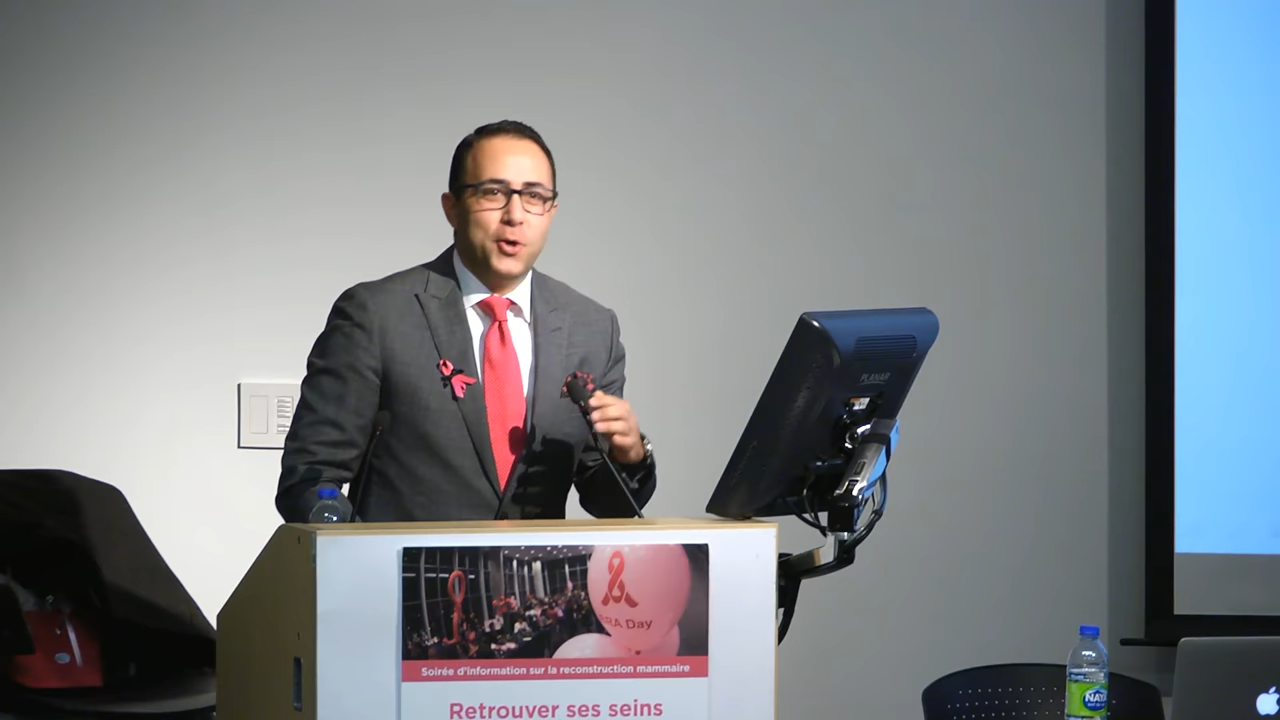 PLANAR
BRA Day
Soirée d'information sur la reconstruction mammaire
Retrouver ses seins
NAYA